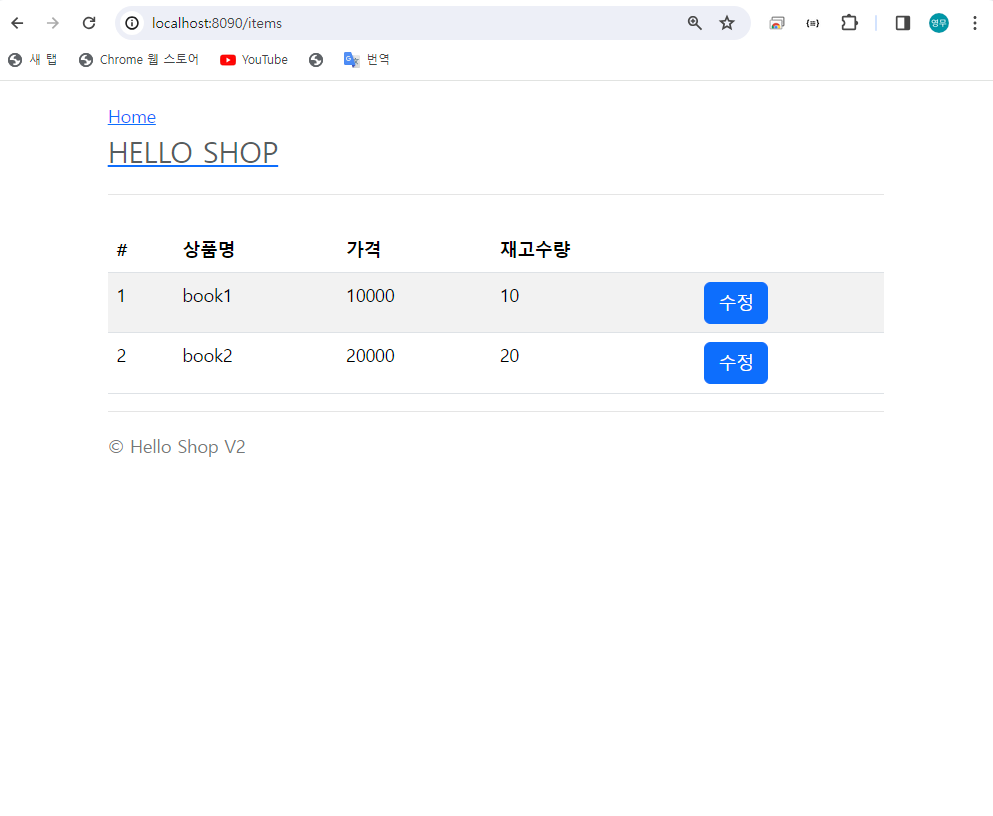 localhost:8090/items
영무
새 탭 Chrome 웹 스토어 YouTube 번역
Home
HELLO SHOP
# 상품명 가격 재고수량
1 book1 10000 10 수정
2 book2 20000 20 수정
© Hello Shop V2